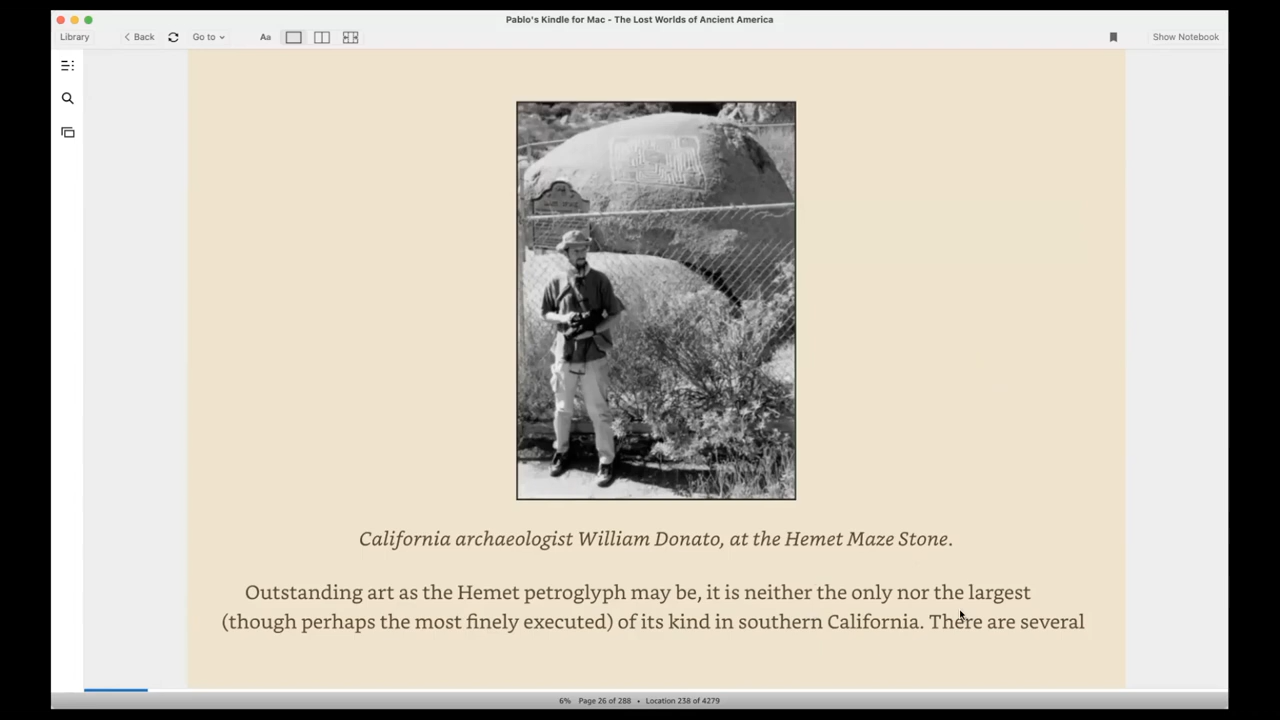 Pablo's Kindle for Mac - The Lost Worlds of Ancient America
Library
Back
Go to
Aa
Show Notebook
California archaeologist William Donato, at the Hemet Maze Stone.
Outstanding art as the Hemet petroglyph may be, it is neither the only nor the largest
(though perhaps the most finely executed) of its kind in southern California. There are several
6% Page 26 of 288 • Location 238 of 4279